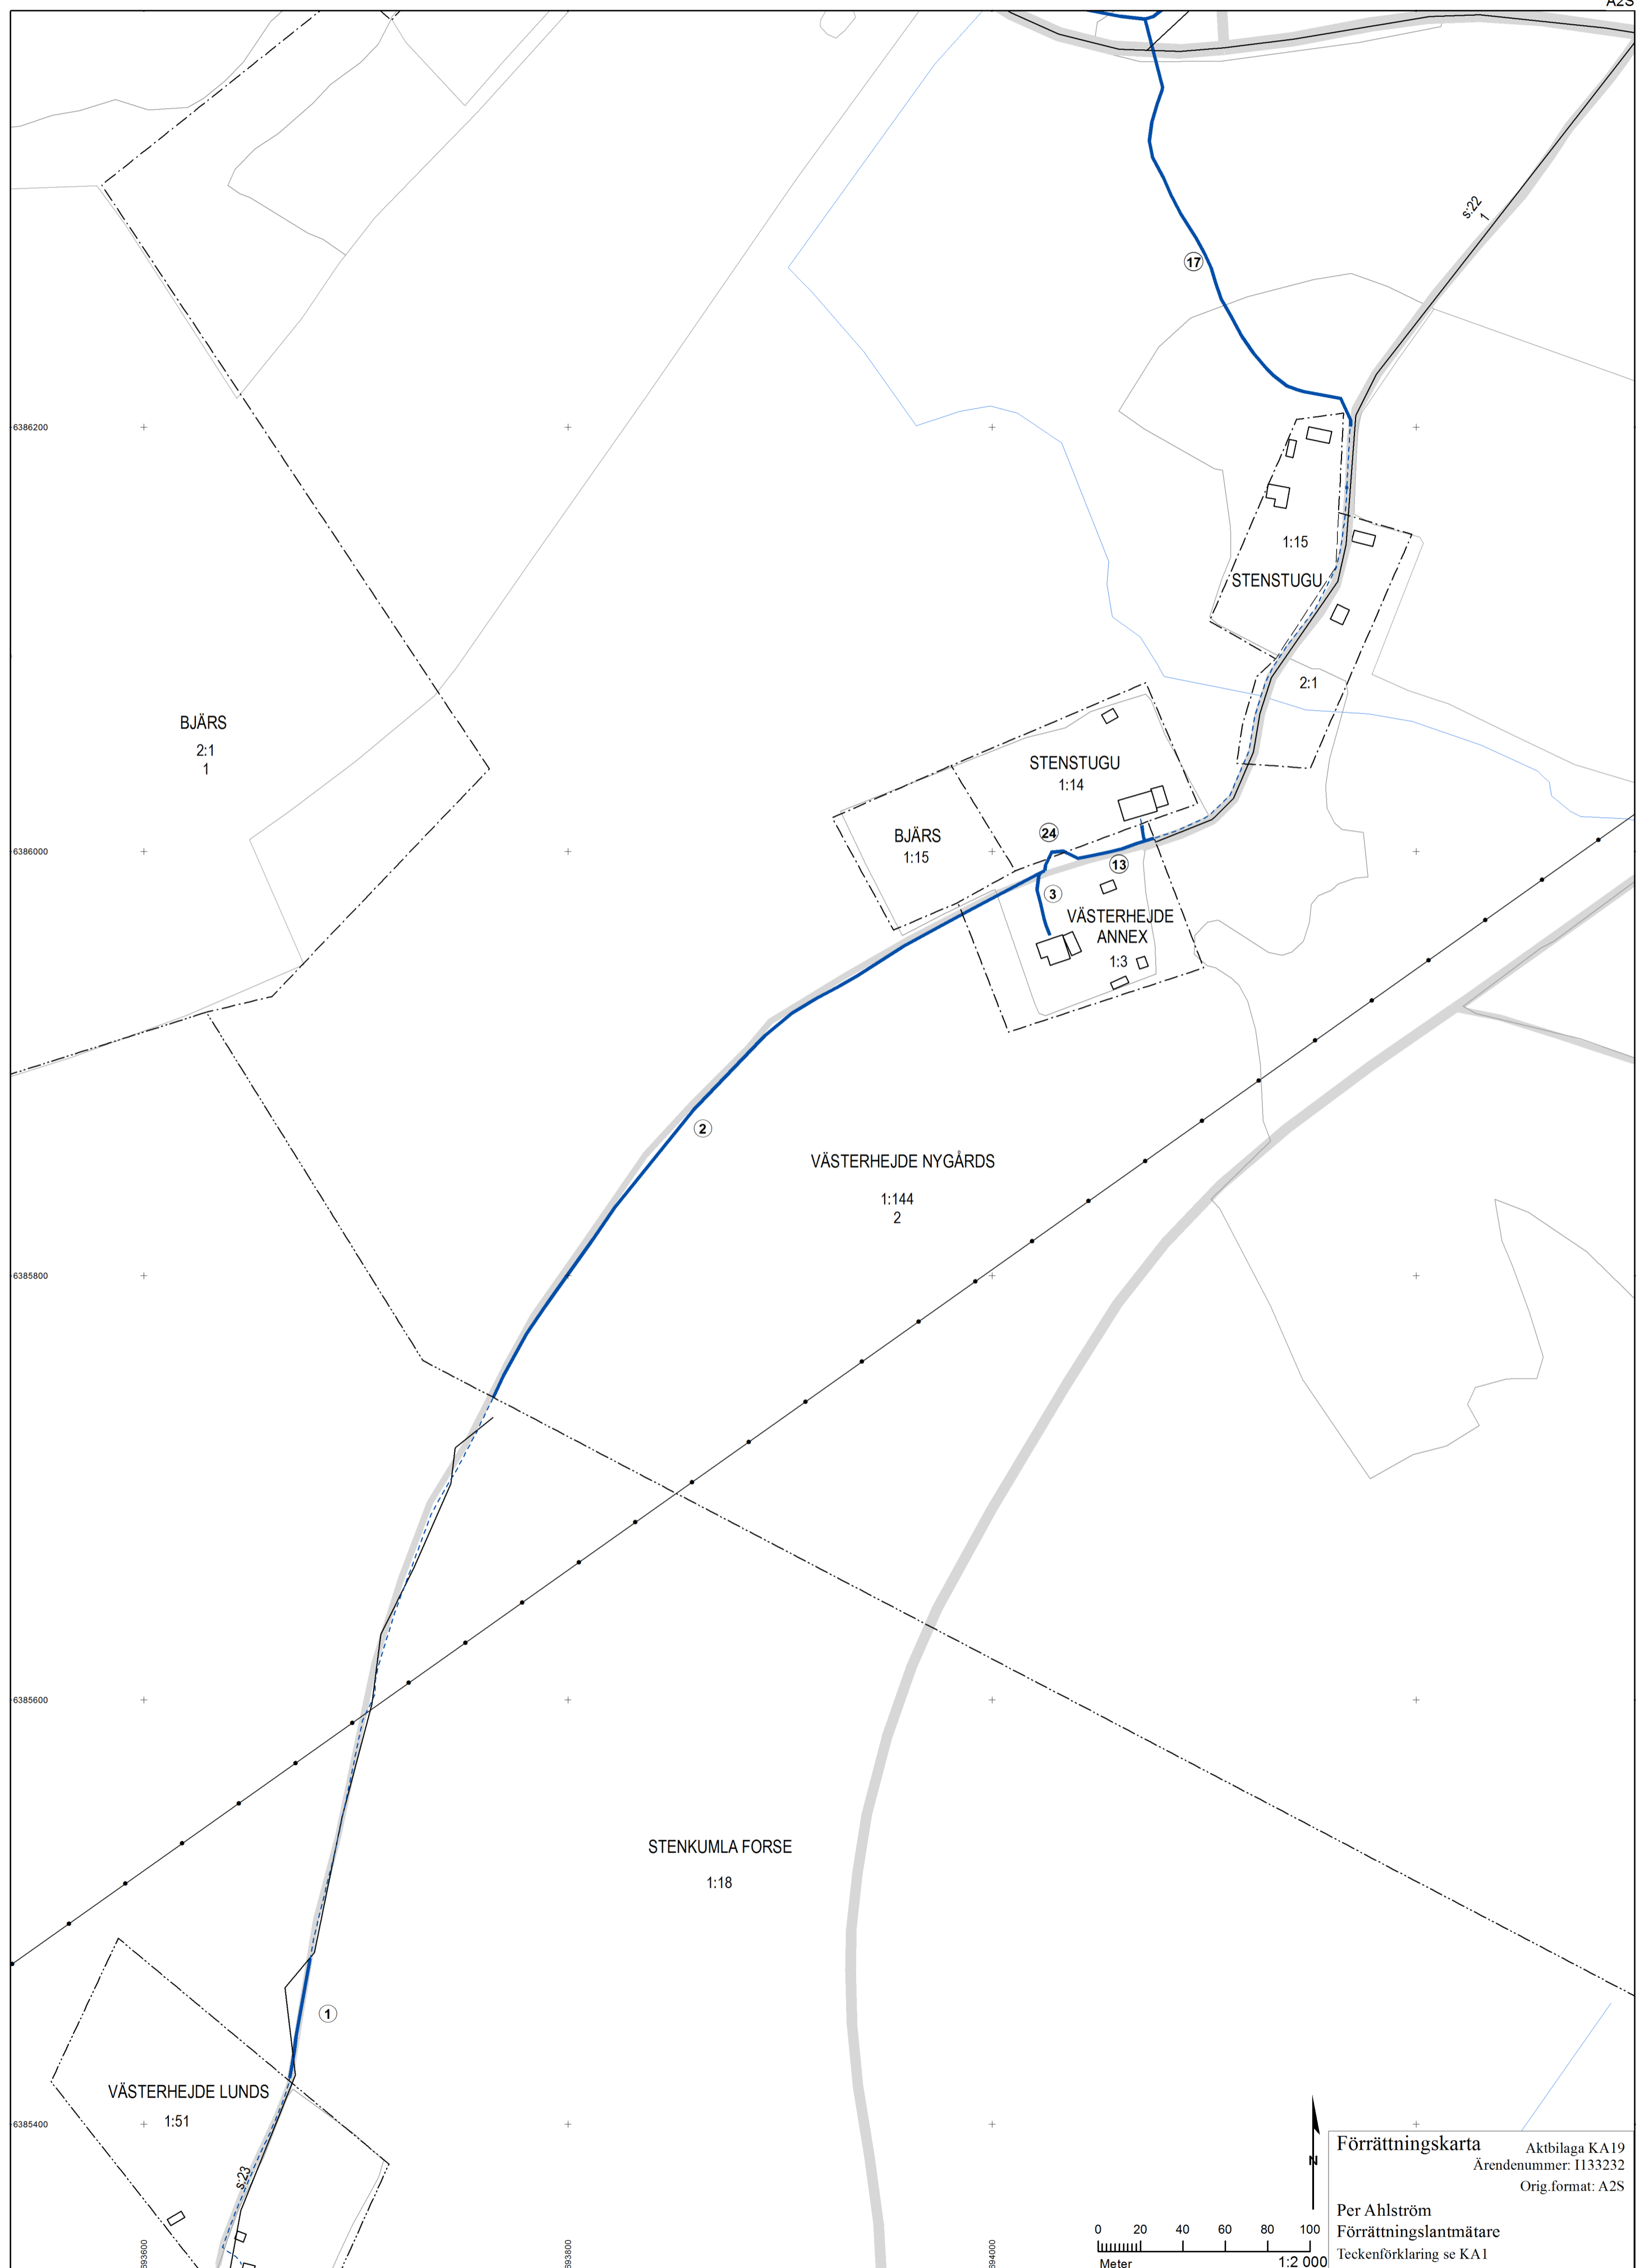 A2S
s:22
1
17
6386200
1:15
STENSTUGU
2:1
BJÄRS
2:1
1
STENSTUGU
1:14
BJÄRS
1:15
24
13
6386000
3
VÄSTERHEJDE
ANNEX
1:3
2
VÄSTERHEJDE NYGÅRDS
1:144
2
6385800
6385600
STENKUMLA FORSE
1:18
1
VÄSTERHEJDE LUNDS
1:51
6385400
s:23
N
Förrättningskarta
Aktbilaga KA19
Ärendenummer: I133232
Orig.format: A2S
Per Ahlström
Förrättningslantmätare
Teckenförklaring se KA1
0 20 40 60 80 100
Meter
1:2 000